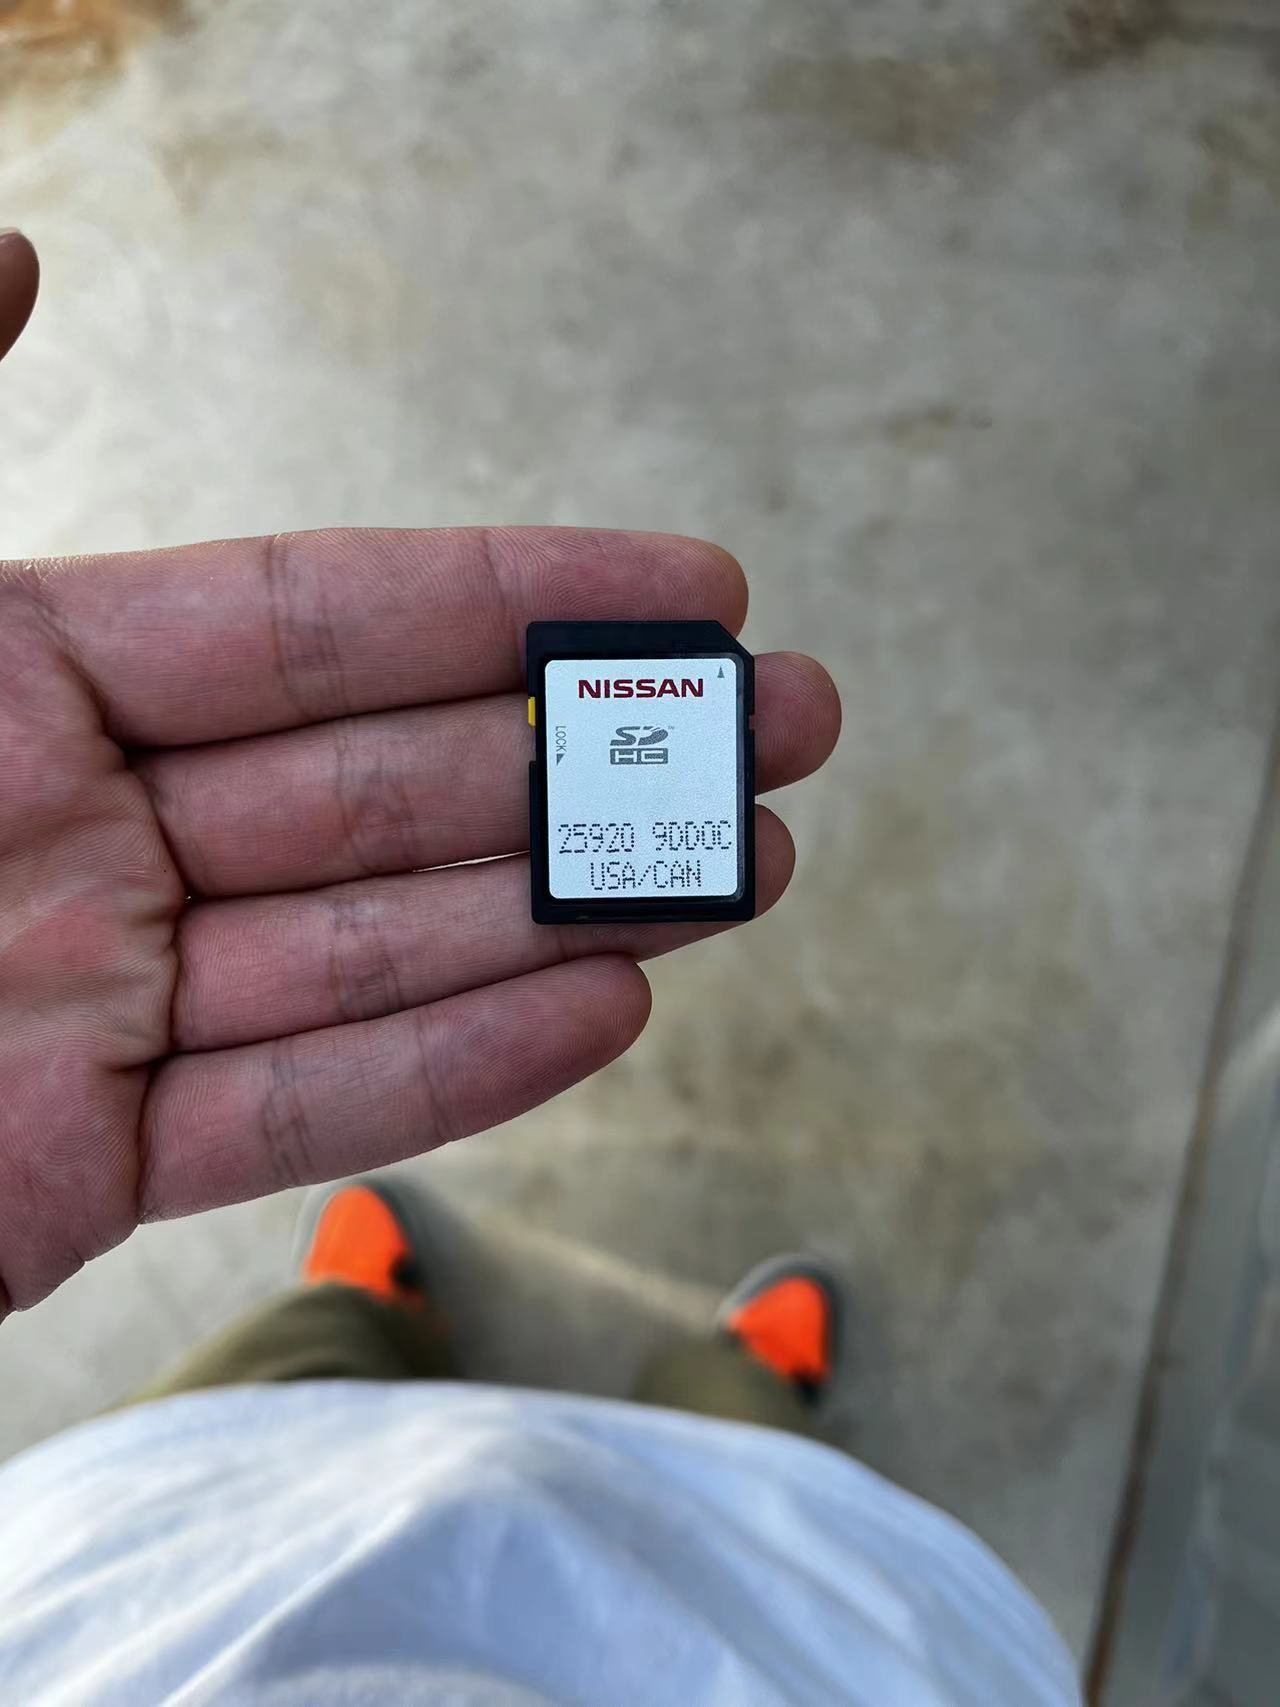 NISSAN
SD
HC
LOCK
25920 9DD0C
USA/CAN